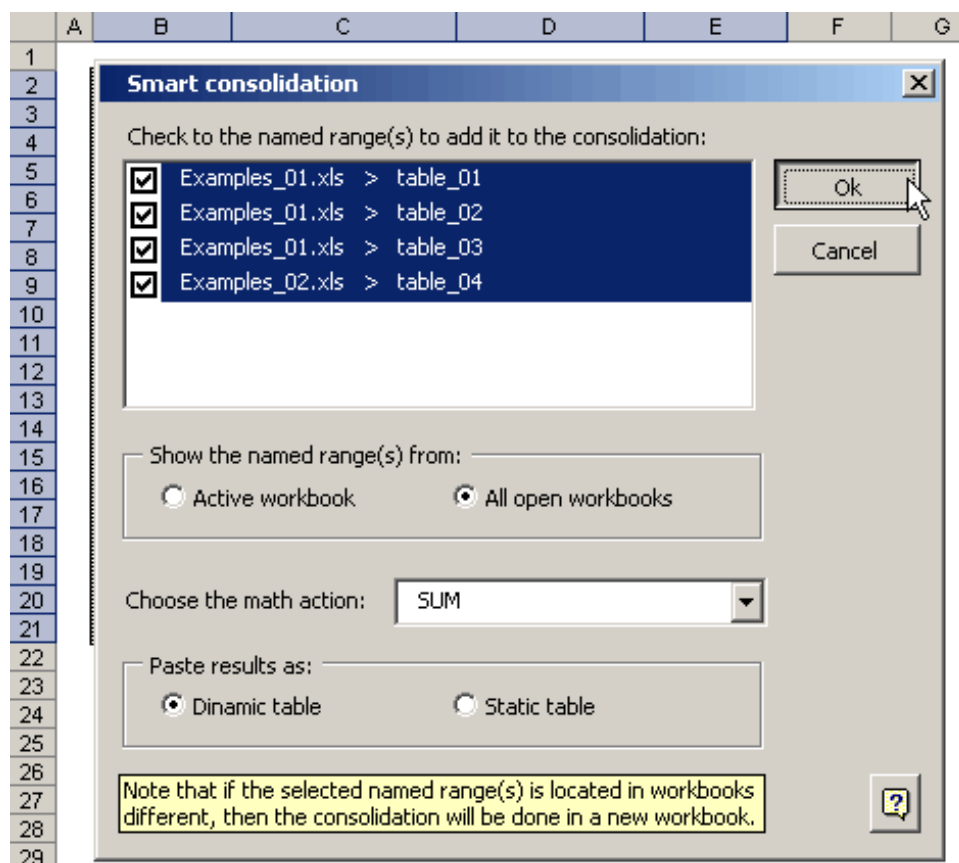 A B C D E F G
1
2
3
4
5
6
7
8
9
10
11
12
13
14
15
16
17
18
19
20
21
22
23
24
25
26
27
28
29
Smart consolidation
Check to the named range(s) to add it to the consolidation:
Examples_01.xls > table_01
Examples_01.xls > table_02
Examples_01.xls > table_03
Examples_02.xls > table_04
Ok
Cancel
Show the named range(s) from:
Active workbook All open workbooks
Choose the math action: SUM
Paste results as:
Dinamic table Static table
Note that if the selected named range(s) is located in workbooks
different, then the consolidation will be done in a new workbook.
?